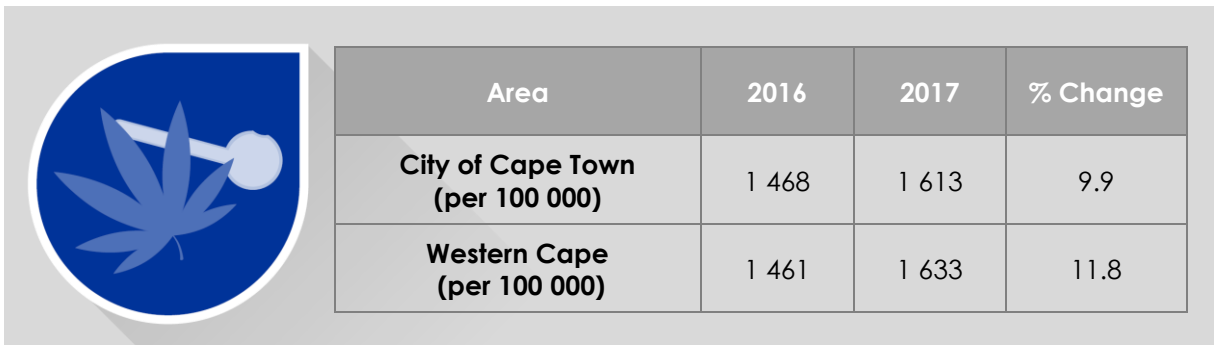 Area 2016 2017 % Change
City of Cape Town
(per 100 000) 1 468 1 613 9.9
Western Cape
(per 100 000) 1 461 1 633 11.8